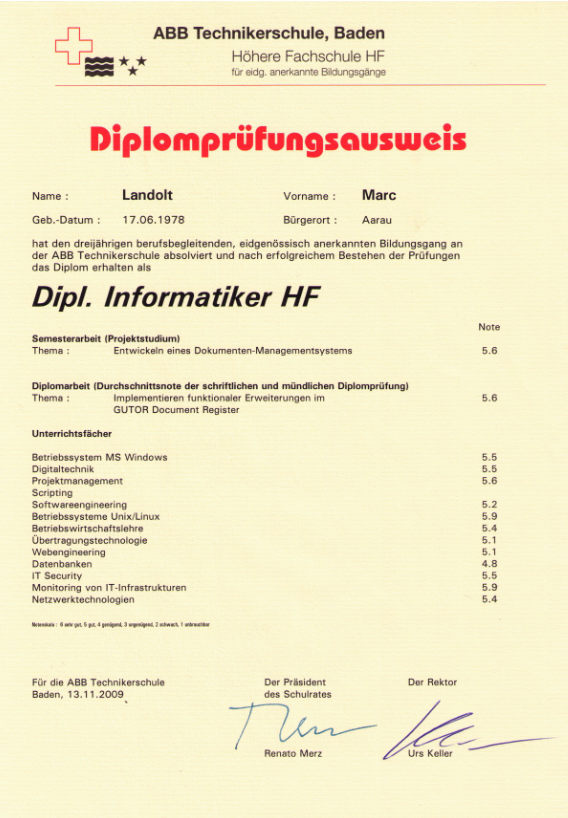 ABB Technikerschule, Baden
Höhere Fachschule HF
für eidg. anerkannte Bildungsgänge
Diplomprüfungsausweis
Name : Landolt Vorname : Marc
Geb.-Datum : 17.06.1978 Bürgerort : Aarau
hat den dreijährigen berufsbegleitenden, eidgenössisch anerkannten Bildungsgang an
der ABB Technikerschule absolviert und nach erfolgreichem Bestehen der Prüfungen
das Diplom erhalten als
Dipl. Informatiker HF
Note
Semesterarbeit (Projektstudium)
Thema : Entwickeln eines Dokumenten-Managementsystems 5.6
Diplomarbeit (Durchschnittsnote der schriftlichen und mündlichen Diplomprüfung)
Thema : Implementieren funktionaler Erweiterungen im 5.6
GUTOR Document Register
Unterrichtsfächer
Betriebssystem MS Windows 5.5
Digitaltechnik 5.5
Projektmanagement 5.6
Scripting
Softwareengineering 5.2
Betriebssysteme Unix/Linux 5.9
Betriebswirtschaftslehre 5.4
Übertragungstechnologie 5.1
Webengineering 5.1
Datenbanken 4.8
IT Security 5.5
Monitoring von IT-Infrastrukturen 5.9
Netzwerktechnologien 5.4
Notenskala : 6 sehr gut, 5 gut, 4 genügend, 3 ungenügend, 2 schwach, 1 unbrauchbar
Für die ABB Technikerschule Der Präsident Der Rektor
Baden, 13.11.2009 des Schulrates
Renato Merz Urs Keller